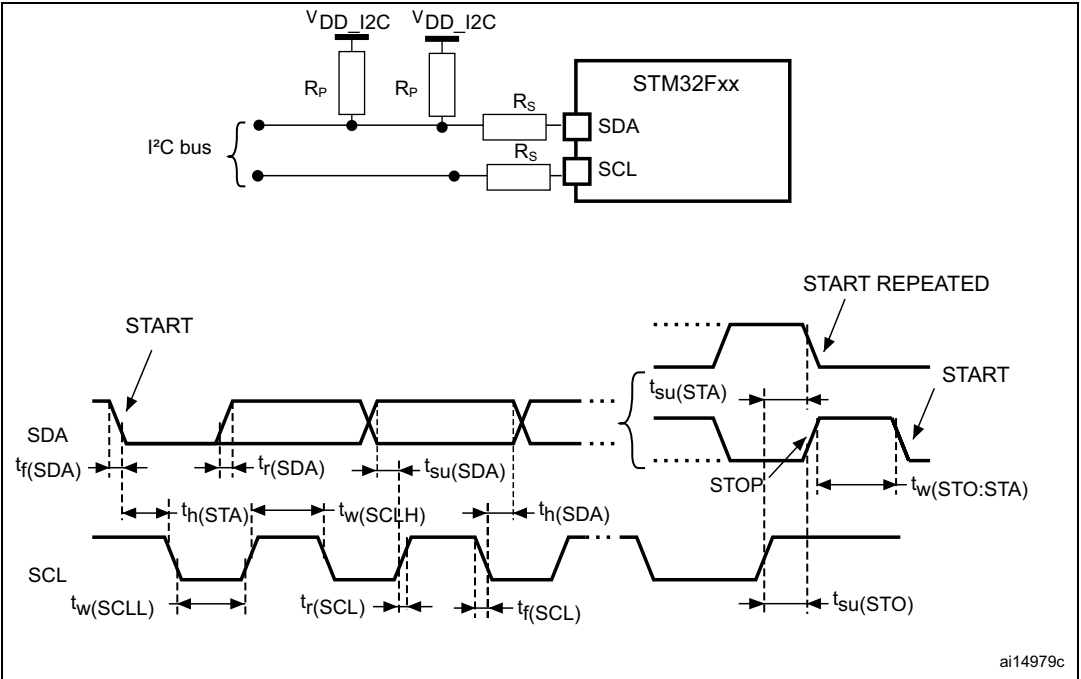 VDD_I2C VDD_I2C
RP RP
STM32Fxx
RS
SDA
I²C bus
RS
SCL
START REPEATED
START
tsu(STA)
START
SDA
tf(SDA) tr(SDA) tsu(SDA)
STOP
tw(STO:STA)
th(STA) tw(SCLH) th(SDA)
SCL
tw(SCLL) tr(SCL) tf(SCL) tsu(STO)
ai14979c